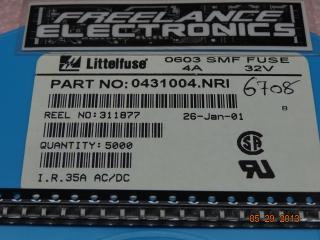 FREELANCE
ELECTRONICS
Littelfuse® 0603 SMF FUSE
4A 32V
PART NO:0431004.NRI
6708
REEL NO:311877 26-Jan-01
B
QUANTITY:5000
I.R.35A AC/DC
05 29 2013